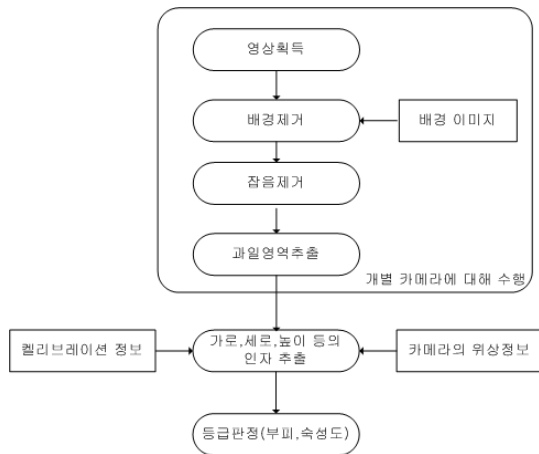 영상획득
배경제거
배경 이미지
잡음제거
과일영역추출
개별 카메라에 대해 수행
켈리브레이션 정보
가로,세로,높이 등의
인자 추출
카메라의 위상정보
등급판정(부피,숙성도)